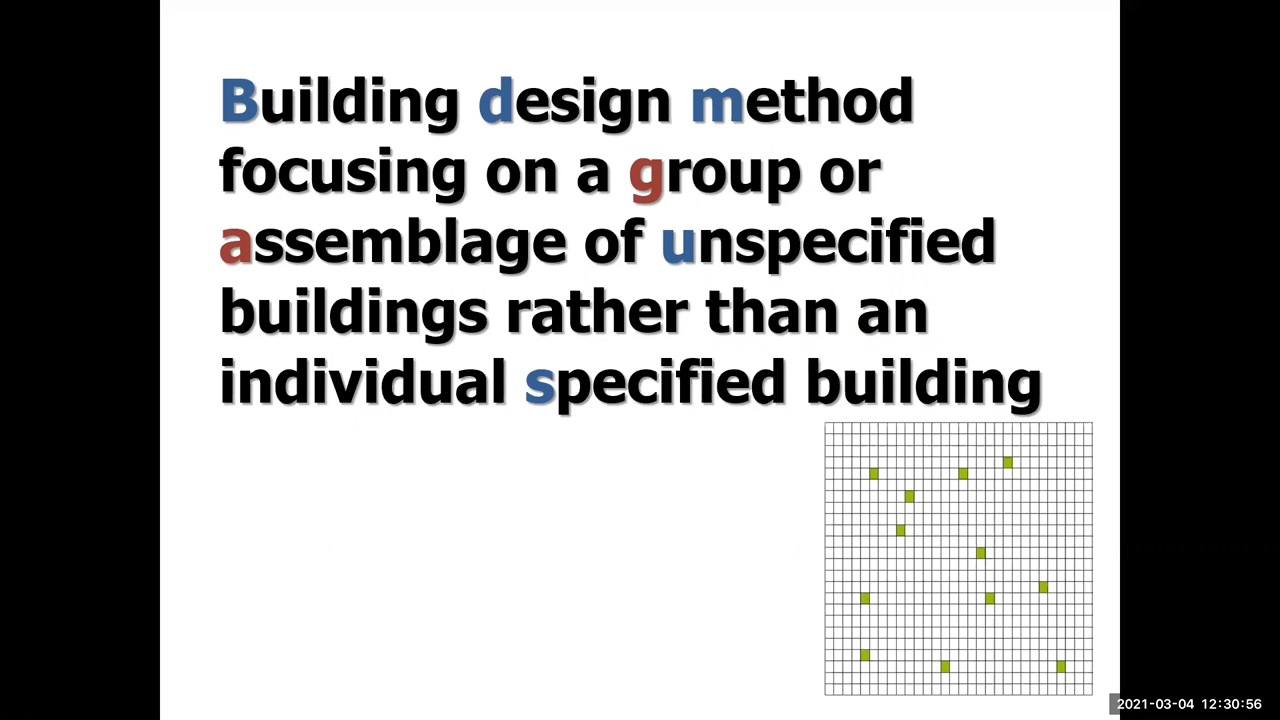 Building design method
focusing on a group or
assemblage of unspecified
buildings rather than an
individual specified building
2021-03-04 12:30:56